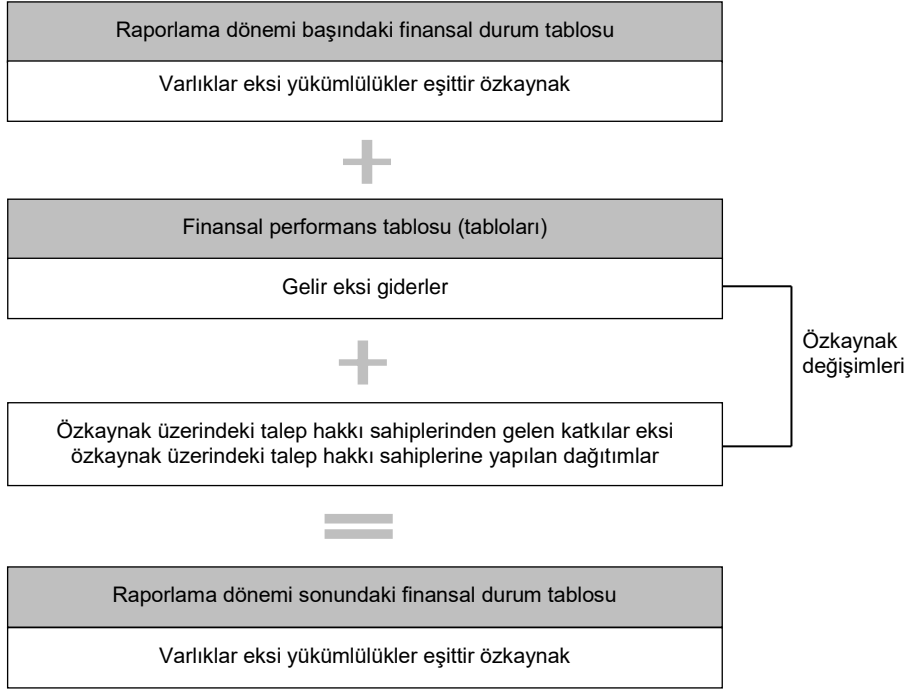 Raporlama dönemi başındaki finansal durum tablosu
Varlıklar eksi yükümlülükler eşittir özkaynak
+
Finansal performans tablosu (tabloları)
Gelir eksi giderler
Özkaynak
değişimleri
+
Özkaynak üzerindeki talep hakkı sahiplerinden gelen katkılar eksi
özkaynak üzerindeki talep hakkı sahiplerine yapılan dağıtımlar
=
Raporlama dönemi sonundaki finansal durum tablosu
Varlıklar eksi yükümlülükler eşittir özkaynak